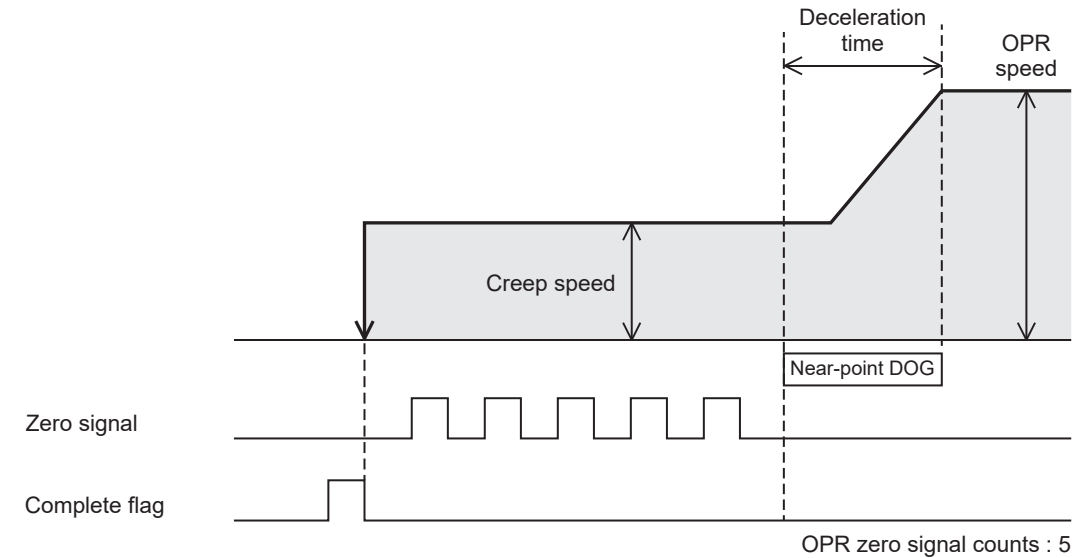 Deceleration
time
OPR
speed
Creep speed
Near-point DOG
Zero signal
Complete flag
OPR zero signal counts : 5